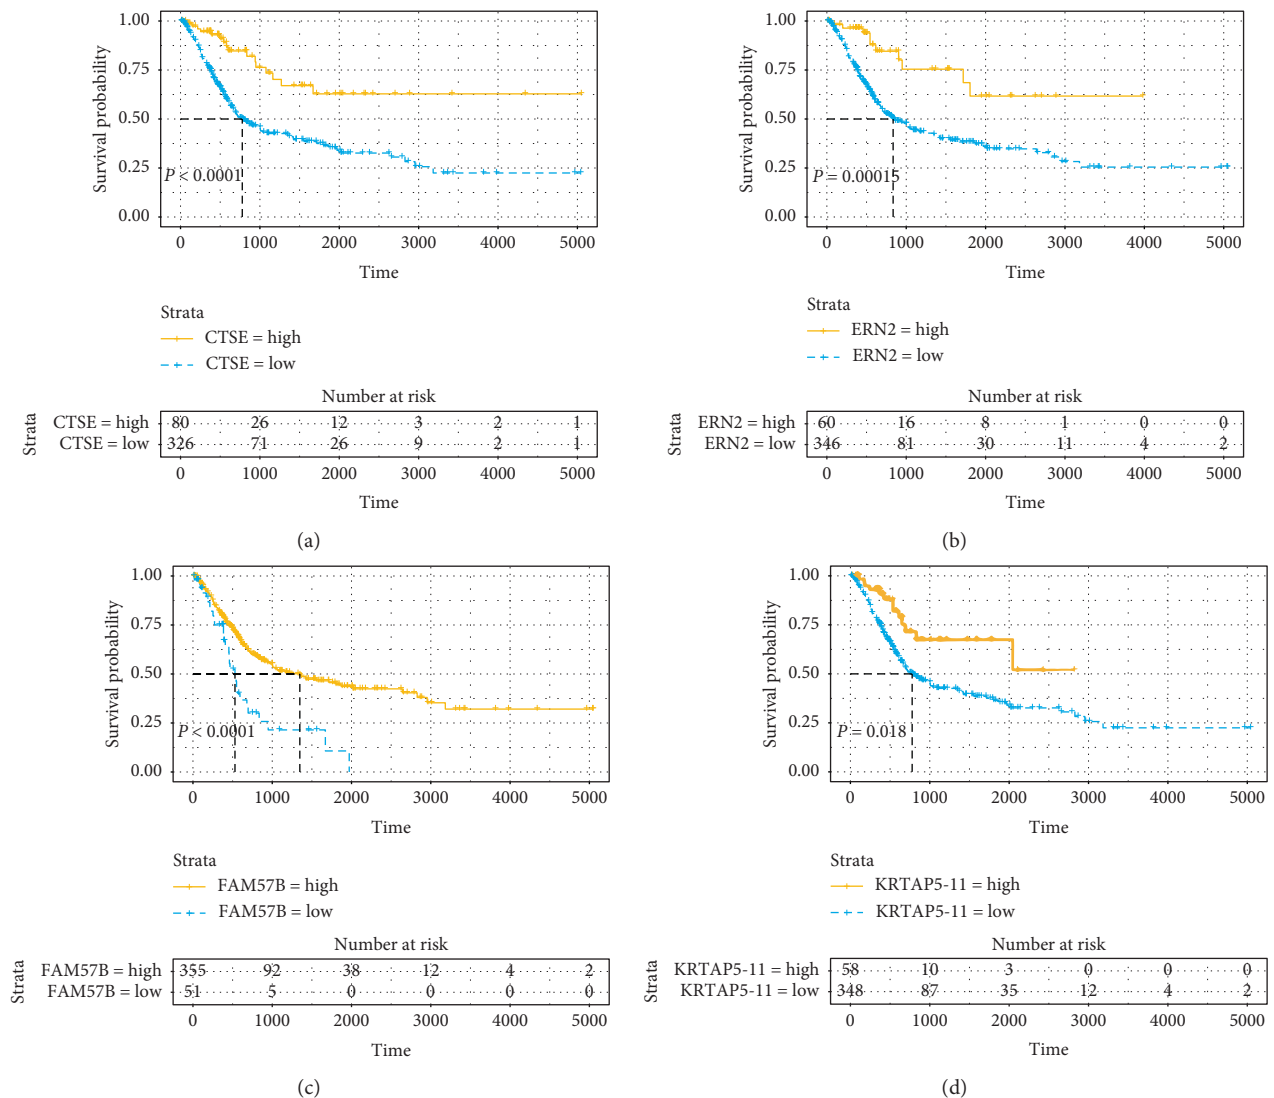 1.00
0.75
0.50
0.25
0.00
Survival probability
P < 0.0001
0 1000 2000 3000 4000 5000
Time
Strata
CTSE = high
CTSE = low
Number at risk
Strata
CTSE = high 80 26 12 3 2 1
CTSE = low 326 71 26 9 2 1
0 1000 2000 3000 4000 5000
Time
(a)
1.00
0.75
0.50
0.25
0.00
Survival probability
P = 0.00015
0 1000 2000 3000 4000 5000
Time
Strata
ERN2 = high
ERN2 = low
Number at risk
Strata
ERN2 = high 60 16 8 1 0 0
ERN2 = low 346 81 30 11 4 2
0 1000 2000 3000 4000 5000
Time
(b)
1.00
0.75
0.50
0.25
0.00
Survival probability
P < 0.0001
0 1000 2000 3000 4000 5000
Time
Strata
FAM57B = high
FAM57B = low
Number at risk
Strata
FAM57B = high 355 92 38 12 4 2
FAM57B = low 51 5 0 0 0 0
0 1000 2000 3000 4000 5000
Time
(c)
1.00
0.75
0.50
0.25
0.00
Survival probability
P = 0.018
0 1000 2000 3000 4000 5000
Time
Strata
KRTAP5-11 = high
KRTAP5-11 = low
Number at risk
Strata
KRTAP5-11 = high 58 10 3 0 0 0
KRTAP5-11 = low 348 87 35 12 4 2
0 1000 2000 3000 4000 5000
Time
(d)